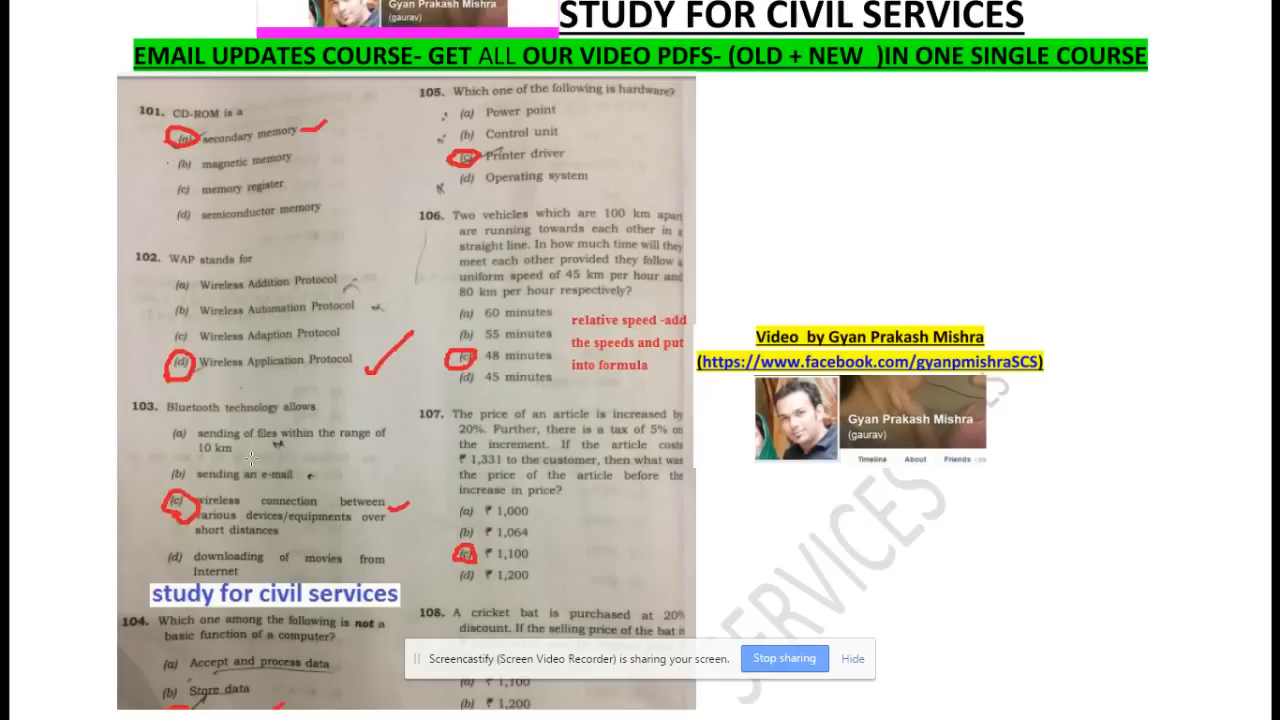 Gyan Prakash Mishra
(gaurav)
STUDY FOR CIVIL SERVICES
EMAIL UPDATES COURSE- GET ALL OUR VIDEO PDFS- (OLD + NEW )IN ONE SINGLE COURSE
101. CD-ROM is a
(a) secondary memory
(b) magnetic memory
(c) memory register
(d) semiconductor memory
102. WAP stands for
(a) Wireless Addition Protocol
(b) Wireless Automation Protocol
(c) Wireless Adaption Protocol
(d) Wireless Application Protocol
103. Bluetooth technology allows
(a) sending of files within the range of
10 km
(b) sending an e-mail
(c) wireless connection between
various devices/equipments over
short distances
(d) downloading of movies from
Internet
study for civil services
104. Which one among the following is not a
basic function of a computer?
(a) Accept and process data
(b) Store data
105. Which one of the following is hardware?
(a) Power point
(b) Control unit
(c) Printer driver
(d) Operating system
106. Two vehicles which are 100 km apart
are running towards each other in a
straight line. In how much time will they
meet each other provided they follow a
uniform speed of 45 km per hour and
80 km per hour respectively?
(a) 60 minutes
(b) 55 minutes
(c) 48 minutes
(d) 45 minutes
relative speed -add
the speeds and put
into formula
107. The price of an article is increased by
20%. Further, there is a tax of 5% on
the increment. If the article costs
₹ 1,331 to the customer, then what was
the price of the article before the
increase in price?
(a) ₹ 1,000
(b) ₹ 1,064
(c) ₹ 1,100
(d) ₹ 1,200
108. A cricket bat is purchased at 20%
discount. If the selling price of the bat is
(a) ₹ 1,100
(b) ₹ 1,200
Video by Gyan Prakash Mishra
(https://www.facebook.com/gyanpmishraSCS)
Gyan Prakash Mishra
(gaurav)
Timeline About Friends
SERVICES
Screencastify (Screen Video Recorder) is sharing your screen. Stop sharing Hide